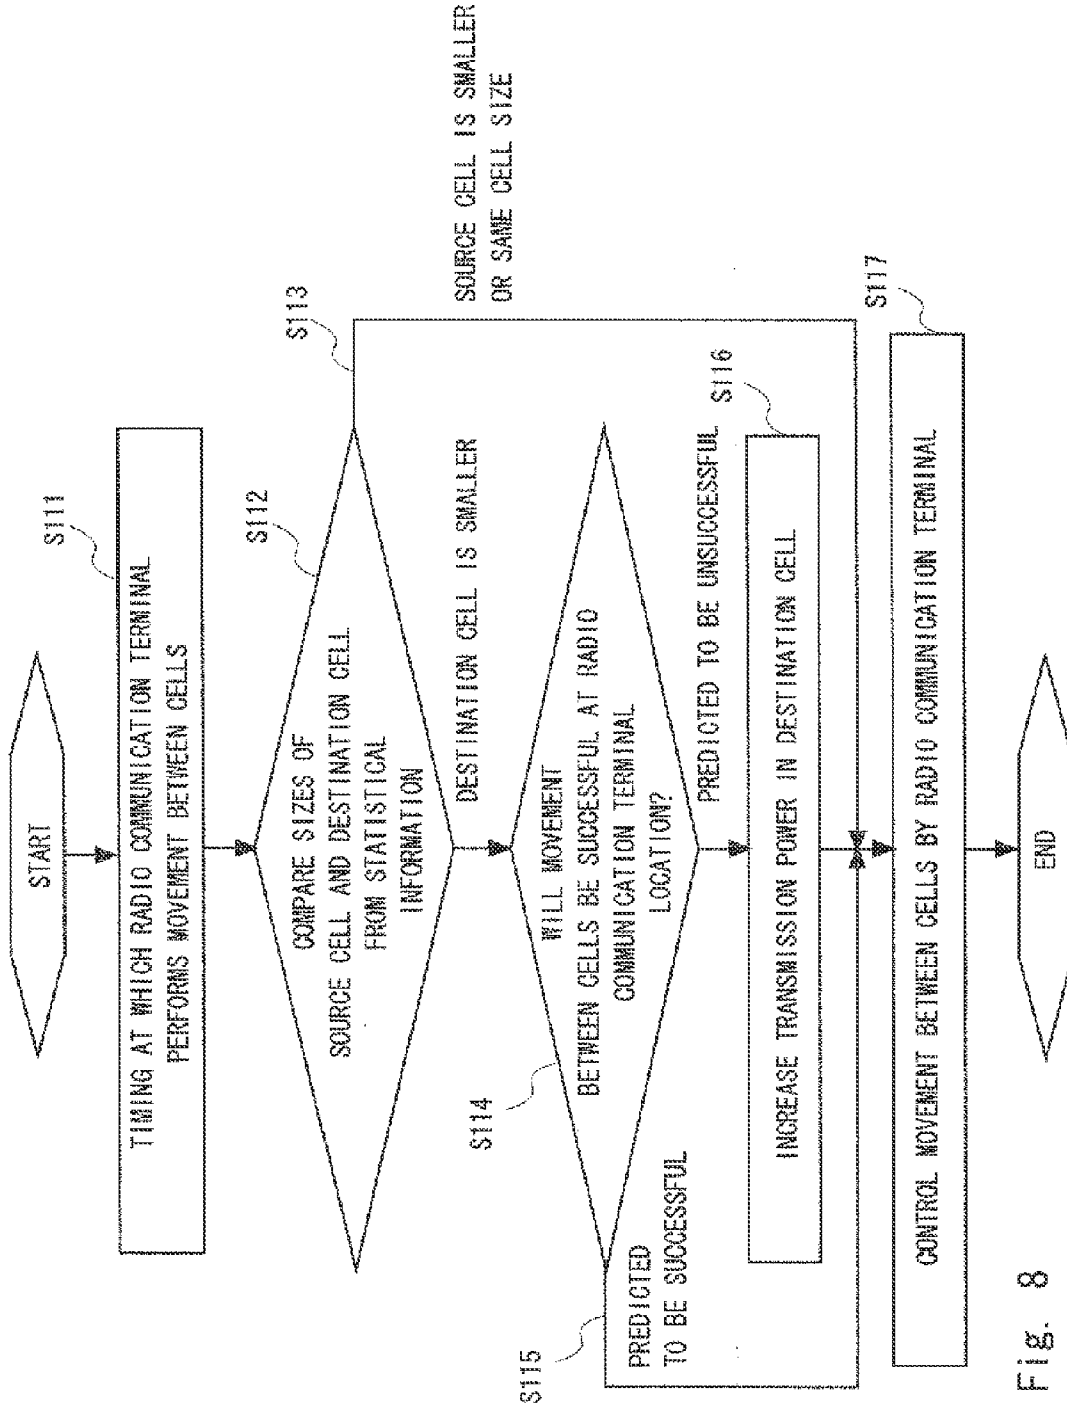 START
S111
TIMING AT WHICH RADIO COMMUNICATION TERMINAL
PERFORMS MOVEMENT BETWEEN CELLS
S112
COMPARE SIZES OF
SOURCE CELL AND DESTINATION CELL
FROM STATISTICAL
INFORMATION
S113
SOURCE CELL IS SMALLER
OR SAME CELL SIZE
DESTINATION CELL IS SMALLER
S114
WILL MOVEMENT
BETWEEN CELLS BE SUCCESSFUL AT RADIO
COMMUNICATION TERMINAL
LOCATION?
S115
PREDICTED
TO BE SUCCESSFUL
PREDICTED TO BE UNSUCCESSFUL
S116
INCREASE TRANSMISSION POWER IN DESTINATION CELL
S117
CONTROL MOVEMENT BETWEEN CELLS BY RADIO COMMUNICATION TERMINAL
END
Fig. 8